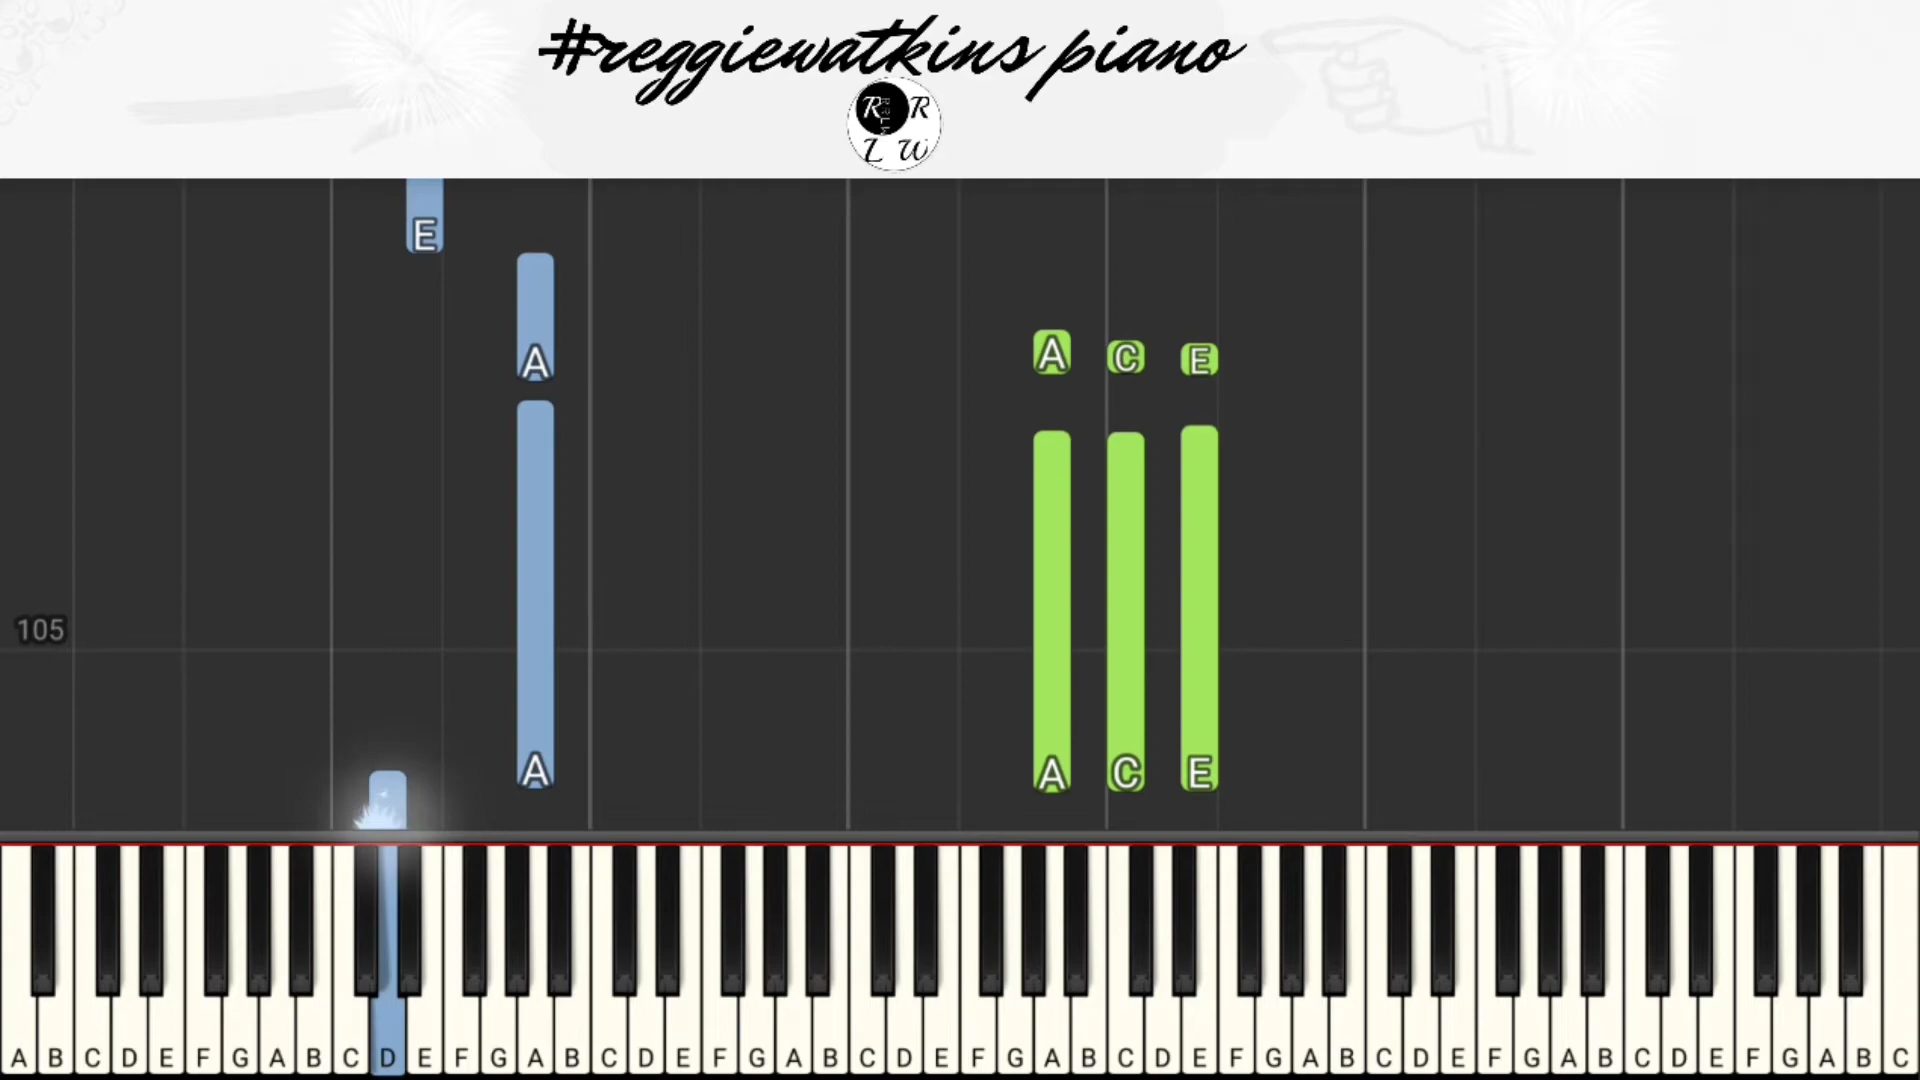 #reggiewatkins piano
R R
L W
E
A
A C E
105
A
A C E
A B C D E F G A B C D E F G A B C D E F G A B C D E F G A B C D E F G A B C D E F G A B C D E F G A B C